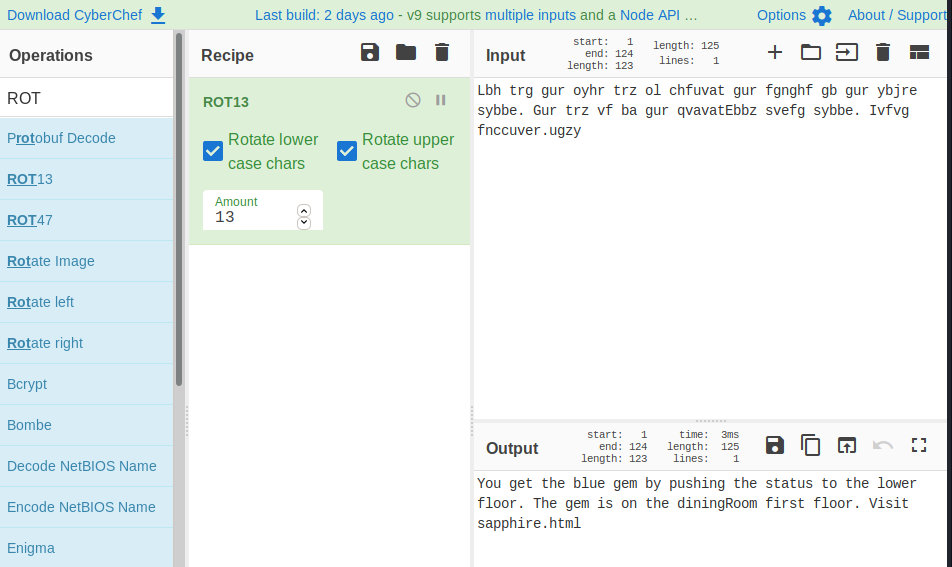 Download CyberChef
Last build: 2 days ago - v9 supports multiple inputs and a Node API …
Options
About / Support
Operations
ROT
Protobuf Decode
ROT13
ROT47
Rotate Image
Rotate left
Rotate right
Bcrypt
Bombe
Decode NetBIOS Name
Encode NetBIOS Name
Enigma
Recipe
ROT13
Rotate lower
case chars
Rotate upper
case chars
Amount
13
Input
start: 1
end: 124
length: 123
length: 125
lines: 1
Lbh trg gur oyhr trz ol chfuvat gur fgnghf gb gur ybjre
sybbe. Gur trz vf ba gur qvavatEbbz svefg sybbe. Ivfvg
fnccuver.ugzy
Output
start: 1
end: 124
length: 123
time: 3ms
length: 125
lines: 1
You get the blue gem by pushing the status to the lower
floor. The gem is on the diningRoom first floor. Visit
sapphire.html